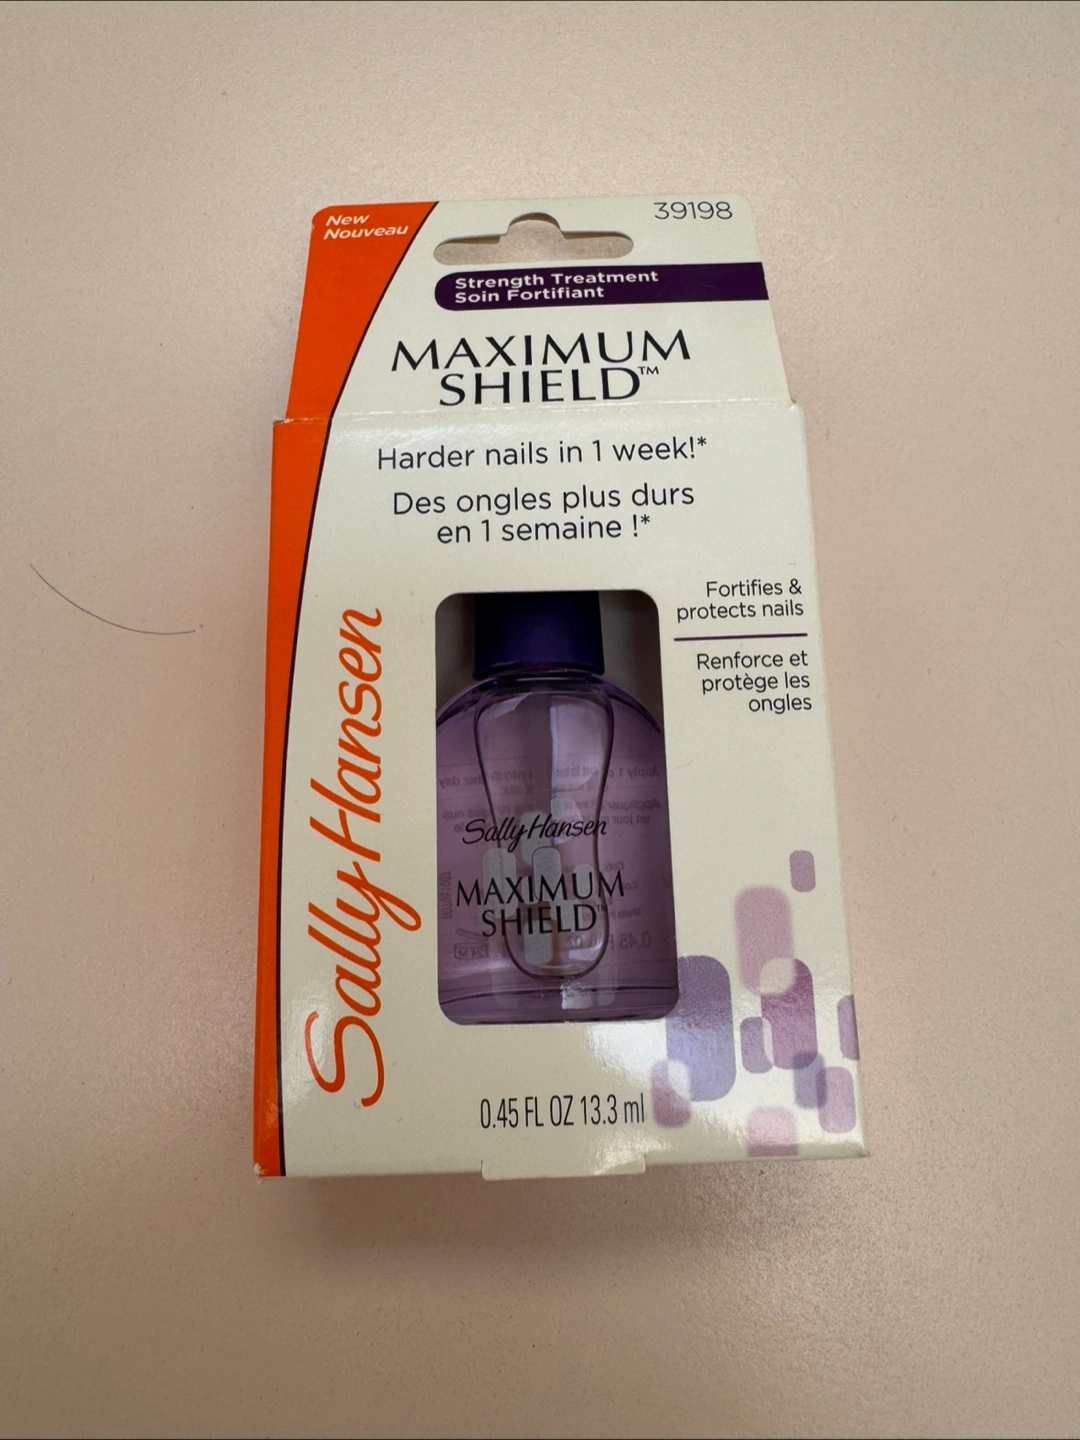 New
Nouveau
39198
Strength Treatment
Soin Fortifiant
MAXIMUM
SHIELD™
Harder nails in 1 week!*
Des ongles plus durs
en 1 semaine !*
Fortifies &
protects nails
Renforce et
protège les
ongles
Sally Hansen
Sally Hansen
MAXIMUM
SHIELD™
0.45 FL OZ 13.3 ml